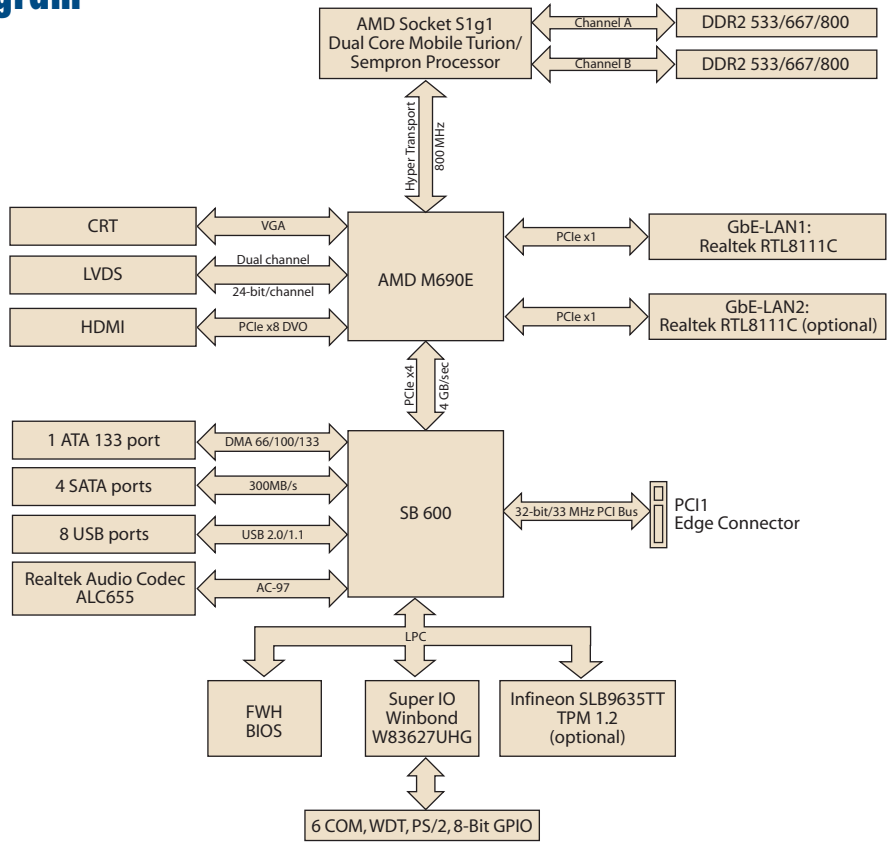 AMD Socket S1g1
Dual Core Mobile Turion/
Sempron Processor
Channel A
DDR2 533/667/800
Channel B
DDR2 533/667/800
Hyper Transport
800 MHz
CRT
VGA
LVDS
Dual channel
24-bit/channel
HDMI
PCIe x8 DVO
AMD M690E
PCIe x1
GbE-LAN1:
Realtek RTL8111C
PCIe x1
GbE-LAN2:
Realtek RTL8111C (optional)
PCIe x4
4 GB/sec
1 ATA 133 port
DMA 66/100/133
4 SATA ports
300MB/s
8 USB ports
USB 2.0/1.1
Realtek Audio Codec
ALC655
AC-97
SB 600
32-bit/33 MHz PCI Bus
PCI1
Edge Connector
LPC
FWH
BIOS
Super IO
Winbond
W83627UHG
Infineon SLB9635TT
TPM 1.2
(optional)
6 COM, WDT, PS/2, 8-Bit GPIO